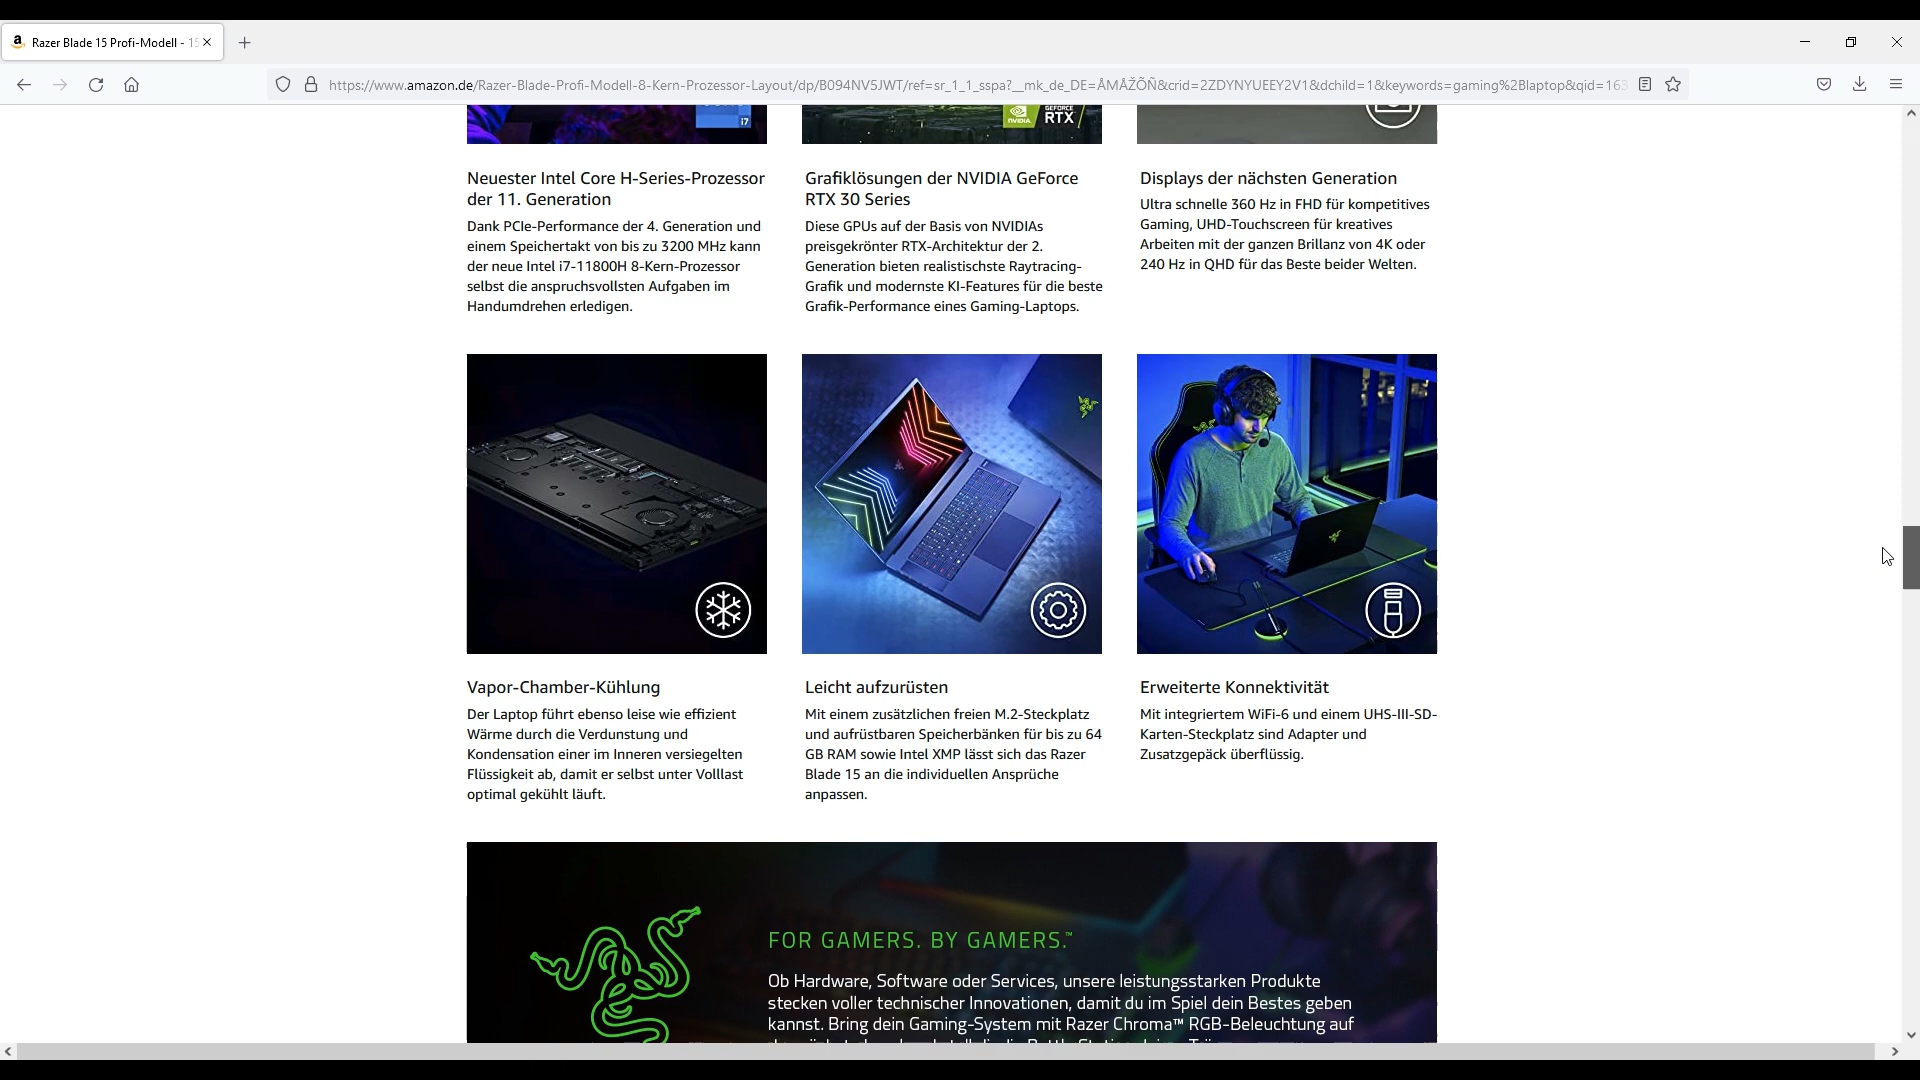 Razer Blade 15 Profi-Modell - 15
https://www.amazon.de/Razer-Blade-Profi-Modell-8-Kern-Prozessor-Layout/dp/B094NV5JWT/ref=sr_1_1_sspa?__mk_de_DE=ÅMÅŽÕÑ&crid=2ZDYNYUEEY2V1&dchild=1&keywords=gaming%2Blaptop&qid=163
i7
NVIDIA.
GEFORCE
RTX
Neuester Intel Core H-Series-Prozessor
der 11. Generation
Dank PCIe-Performance der 4. Generation und
einem Speichertakt von bis zu 3200 MHz kann
der neue Intel i7-11800H 8-Kern-Prozessor
selbst die anspruchsvollsten Aufgaben im
Handumdrehen erledigen.
Grafiklösungen der NVIDIA GeForce
RTX 30 Series
Diese GPUs auf der Basis von NVIDIAs
preisgekrönter RTX-Architektur der 2.
Generation bieten realistischste Raytracing-
Grafik und modernste KI-Features für die beste
Grafik-Performance eines Gaming-Laptops.
Displays der nächsten Generation
Ultra schnelle 360 Hz in FHD für kompetitives
Gaming, UHD-Touchscreen für kreatives
Arbeiten mit der ganzen Brillanz von 4K oder
240 Hz in QHD für das Beste beider Welten.
Vapor-Chamber-Kühlung
Der Laptop führt ebenso leise wie effizient
Wärme durch die Verdunstung und
Kondensation einer im Inneren versiegelten
Flüssigkeit ab, damit er selbst unter Volllast
optimal gekühlt läuft.
Leicht aufzurüsten
Mit einem zusätzlichen freien M.2-Steckplatz
und aufrüstbaren Speicherbänken für bis zu 64
GB RAM sowie Intel XMP lässt sich das Razer
Blade 15 an die individuellen Ansprüche
anpassen.
Erweiterte Konnektivität
Mit integriertem WiFi-6 und einem UHS-III-SD-
Karten-Steckplatz sind Adapter und
Zusatzgepäck überflüssig.
FOR GAMERS. BY GAMERS.™
Ob Hardware, Software oder Services, unsere leistungsstarken Produkte
stecken voller technischer Innovationen, damit du im Spiel dein Bestes geben
kannst. Bring dein Gaming-System mit Razer Chroma™ RGB-Beleuchtung auf